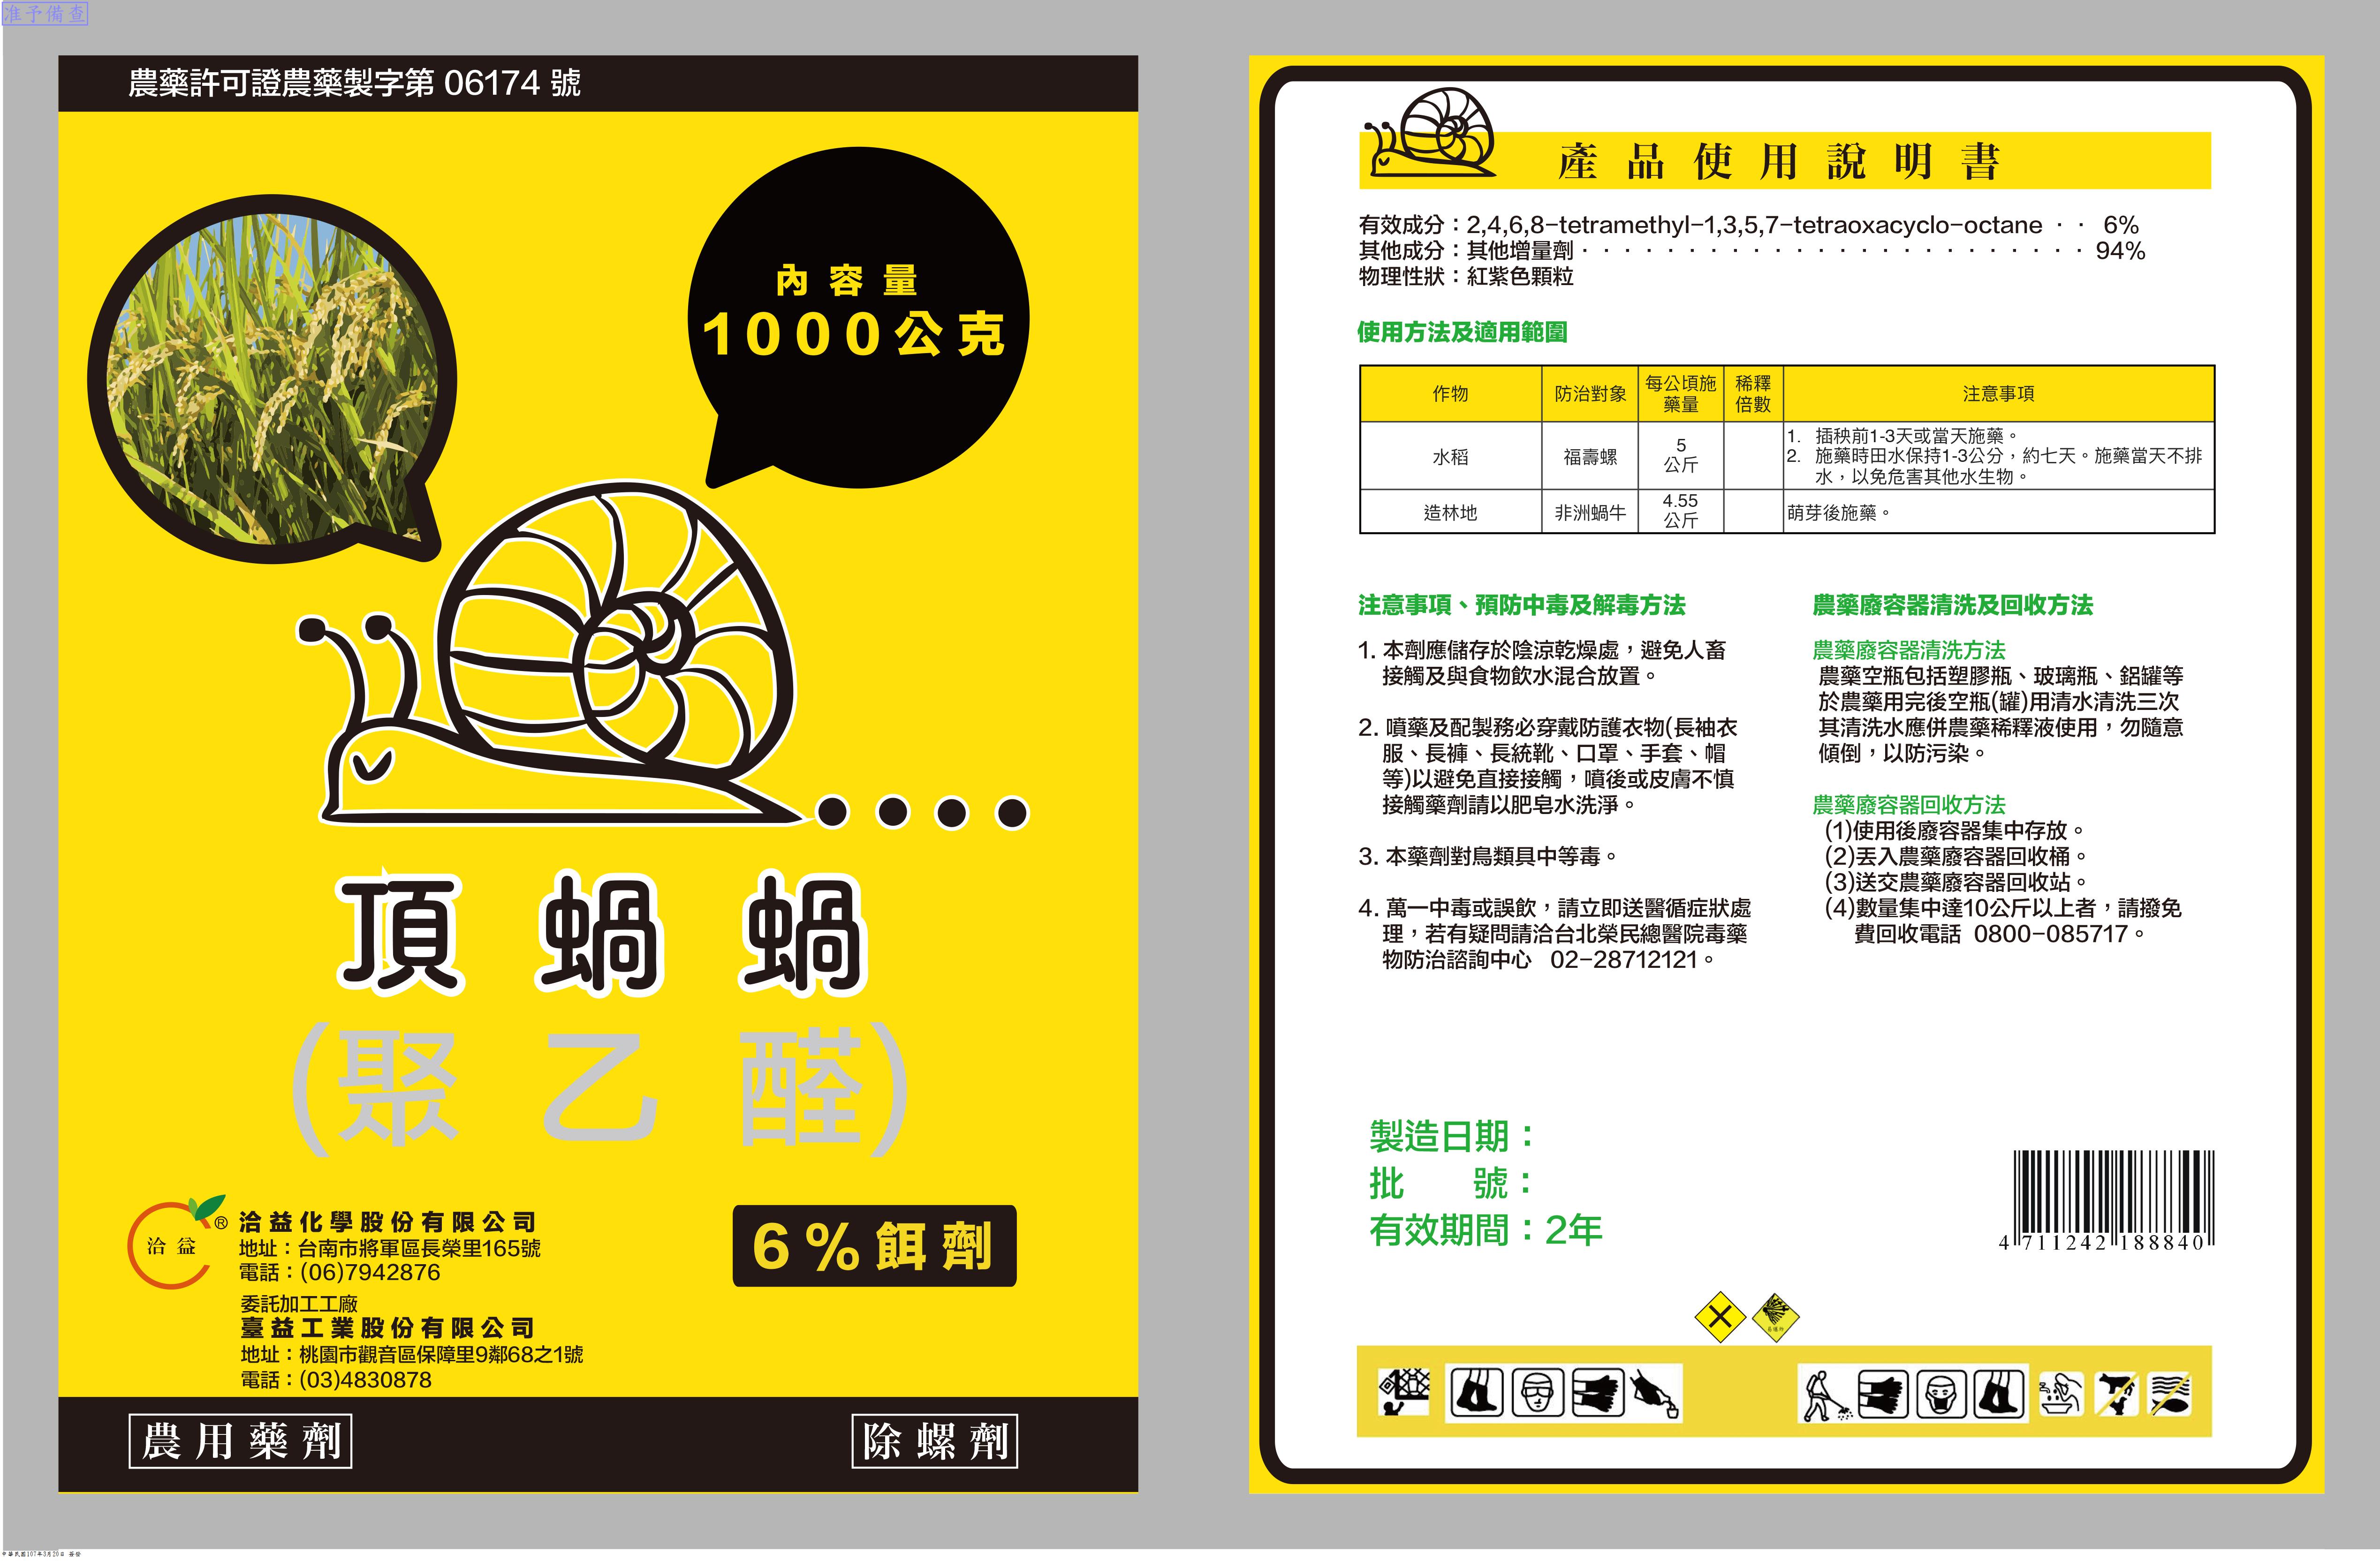 准予備查
農藥許可證農藥製字第 06174 號
內容量
1000公克
頂蝸蝸
(聚乙醛)
洽益
®
洽益化學股份有限公司
地址：台南市將軍區長榮里165號
電話：(06)7942876
委託加工工廠
臺益工業股份有限公司
地址：桃園市觀音區保障里9鄰68之1號
電話：(03)4830878
6%餌劑
農用藥劑
除螺劑
產品使用說明書
有效成分：2,4,6,8-tetramethyl-1,3,5,7-tetraoxacyclo-octane ‥ 6%
其他成分：其他增量劑‥‥‥‥‥‥‥‥‥‥‥‥ 94%
物理性狀：紅紫色顆粒
使用方法及適用範圍
作物 防治對象 每公頃施藥量 稀釋倍數 注意事項
水稻 福壽螺 5公斤
1. 插秧前1-3天或當天施藥。
2. 施藥時田水保持1-3公分，約七天。施藥當天不排
水，以免危害其他水生物。
造林地 非洲蝸牛 4.55公斤 萌芽後施藥。
注意事項、預防中毒及解毒方法
1. 本劑應儲存於陰涼乾燥處，避免人畜
接觸及與食物飲水混合放置。
2. 噴藥及配製務必穿戴防護衣物(長袖衣
服、長褲、長統靴、口罩、手套、帽
等)以避免直接接觸，噴後或皮膚不慎
接觸藥劑請以肥皂水洗淨。
3. 本藥劑對鳥類具中等毒。
4. 萬一中毒或誤飲，請立即送醫循症狀處
理，若有疑問請洽台北榮民總醫院毒藥
物防治諮詢中心 02-28712121。
農藥廢容器清洗及回收方法
農藥廢容器清洗方法
農藥空瓶包括塑膠瓶、玻璃瓶、鋁罐等
於農藥用完後空瓶(罐)用清水清洗三次
其清洗水應併農藥稀釋液使用，勿隨意
傾倒，以防污染。
農藥廢容器回收方法
(1)使用後廢容器集中存放。
(2)丟入農藥廢容器回收桶。
(3)送交農藥廢容器回收站。
(4)數量集中達10公斤以上者，請撥免
費回收電話 0800-085717。
製造日期：
批　號：
有效期間：2年
4 711242 188840
中華民國107年3月20日